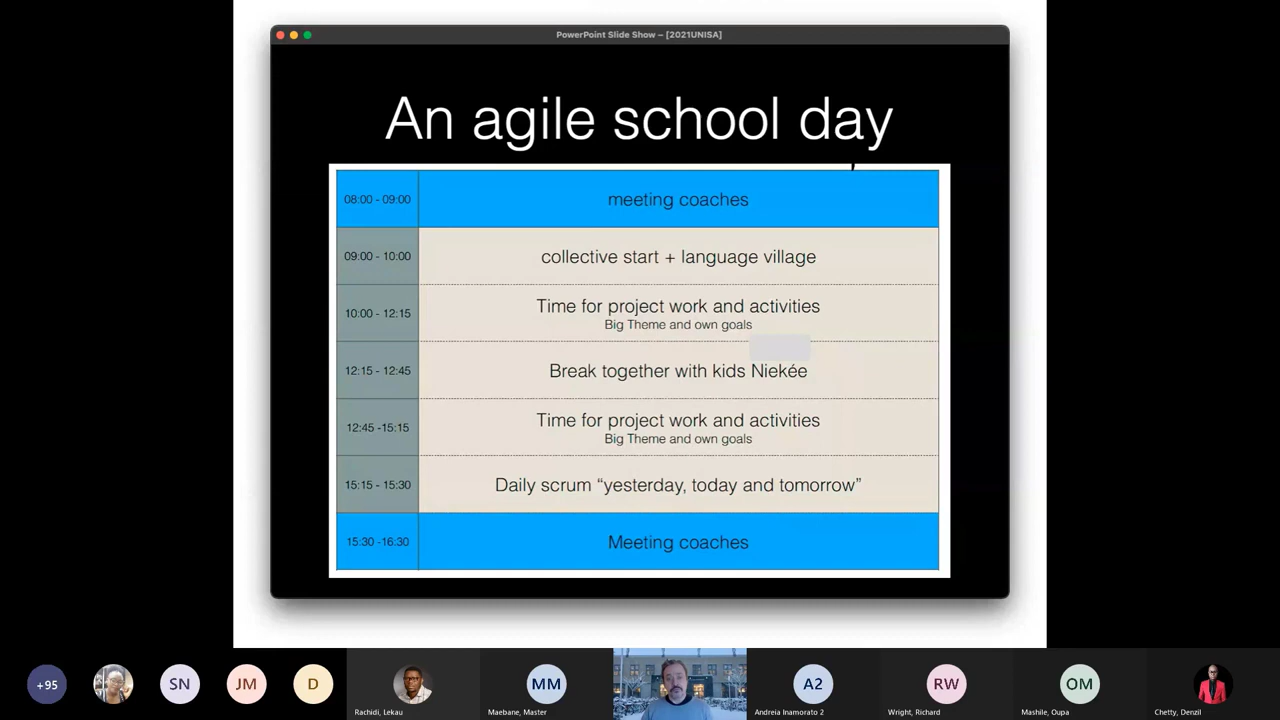 PowerPoint Slide Show – [2021UNISA]
An agile school day
08:00 - 09:00
meeting coaches
09:00 - 10:00
collective start + language village
10:00 - 12:15
Time for project work and activities
Big Theme and own goals
12:15 - 12:45
Break together with kids Niekée
12:45 -15:15
Time for project work and activities
Big Theme and own goals
15:15 - 15:30
Daily scrum “yesterday, today and tomorrow”
15:30 -16:30
Meeting coaches
+95
SN
JM
D
Rachidi, Lekau
MM
Maebane, Master
A2
Andreia Inamorato 2
RW
Wright, Richard
OM
Mashile, Oupa
Chetty, Denzil